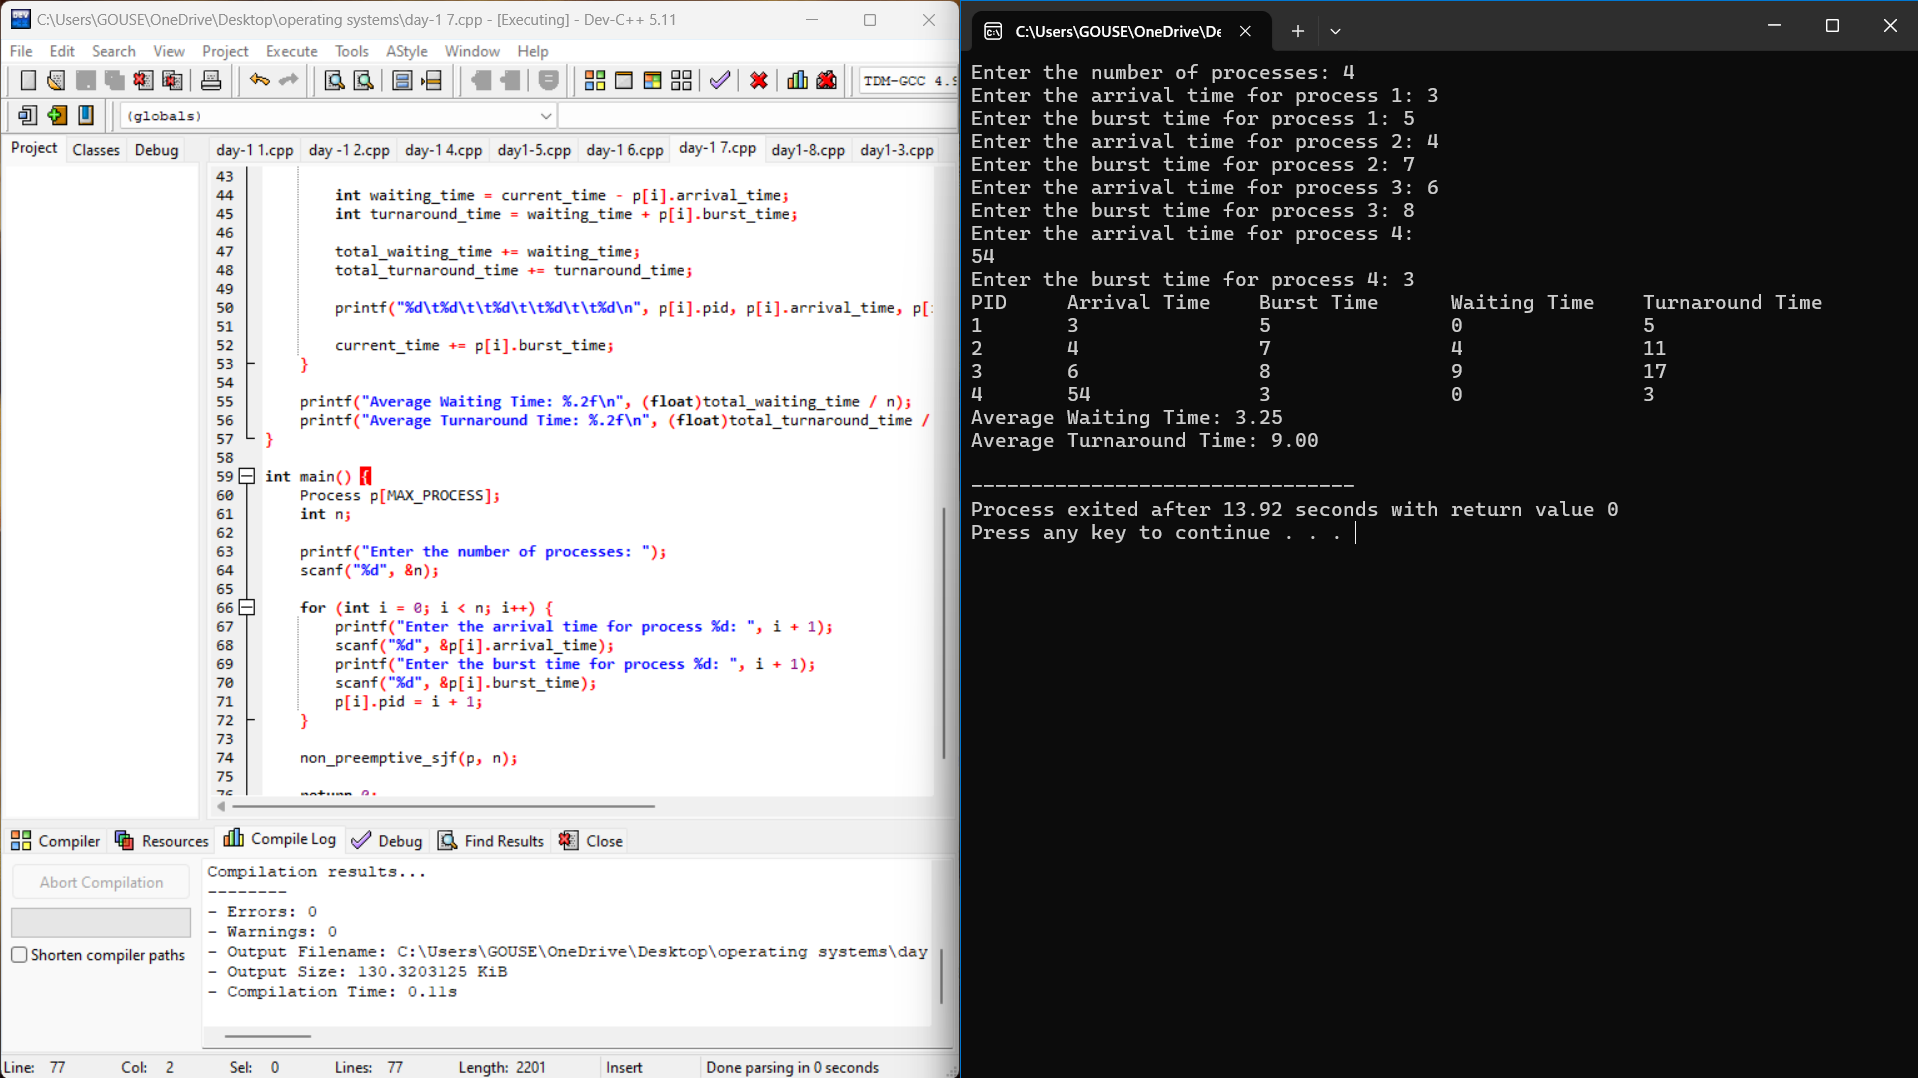 C:\Users\GOUSE\OneDrive\Desktop\operating systems\day-1 7.cpp - [Executing] - Dev-C++ 5.11
File Edit Search View Project Execute Tools AStyle Window Help
TDM-GCC 4.9
(globals)
Project Classes Debug
day-1 1.cpp day -1 2.cpp day-1 4.cpp day1-5.cpp day-1 6.cpp day-1 7.cpp day1-8.cpp day1-3.cpp
43
44 int waiting_time = current_time - p[i].arrival_time;
45 int turnaround_time = waiting_time + p[i].burst_time;
46
47 total_waiting_time += waiting_time;
48 total_turnaround_time += turnaround_time;
49
50 printf("%d\t%d\t\t%d\t\t%d\t\t%d\n", p[i].pid, p[i].arrival_time, p[i
51
52 current_time += p[i].burst_time;
53 }
54
55 printf("Average Waiting Time: %.2f\n", (float)total_waiting_time / n);
56 printf("Average Turnaround Time: %.2f\n", (float)total_turnaround_time /
57 }
58
59 int main() {
60 Process p[MAX_PROCESS];
61 int n;
62
63 printf("Enter the number of processes: ");
64 scanf("%d", &n);
65
66 for (int i = 0; i < n; i++) {
67 printf("Enter the arrival time for process %d: ", i + 1);
68 scanf("%d", &p[i].arrival_time);
69 printf("Enter the burst time for process %d: ", i + 1);
70 scanf("%d", &p[i].burst_time);
71 p[i].pid = i + 1;
72 }
73
74 non_preemptive_sjf(p, n);
75
76 return 0;
Compiler Resources Compile Log Debug Find Results Close
Abort Compilation
Shorten compiler paths
Compilation results...
--------
- Errors: 0
- Warnings: 0
- Output Filename: C:\Users\GOUSE\OneDrive\Desktop\operating systems\day
- Output Size: 130.3203125 KiB
- Compilation Time: 0.11s
Line: 77 Col: 2 Sel: 0 Lines: 77 Length: 2201 Insert Done parsing in 0 seconds
C:\Users\GOUSE\OneDrive\De
Enter the number of processes: 4
Enter the arrival time for process 1: 3
Enter the burst time for process 1: 5
Enter the arrival time for process 2: 4
Enter the burst time for process 2: 7
Enter the arrival time for process 3: 6
Enter the burst time for process 3: 8
Enter the arrival time for process 4:
54
Enter the burst time for process 4: 3
PID Arrival Time Burst Time Waiting Time Turnaround Time
1 3 5 0 5
2 4 7 4 11
3 6 8 9 17
4 54 3 0 3
Average Waiting Time: 3.25
Average Turnaround Time: 9.00
--------------------------------
Process exited after 13.92 seconds with return value 0
Press any key to continue . . .